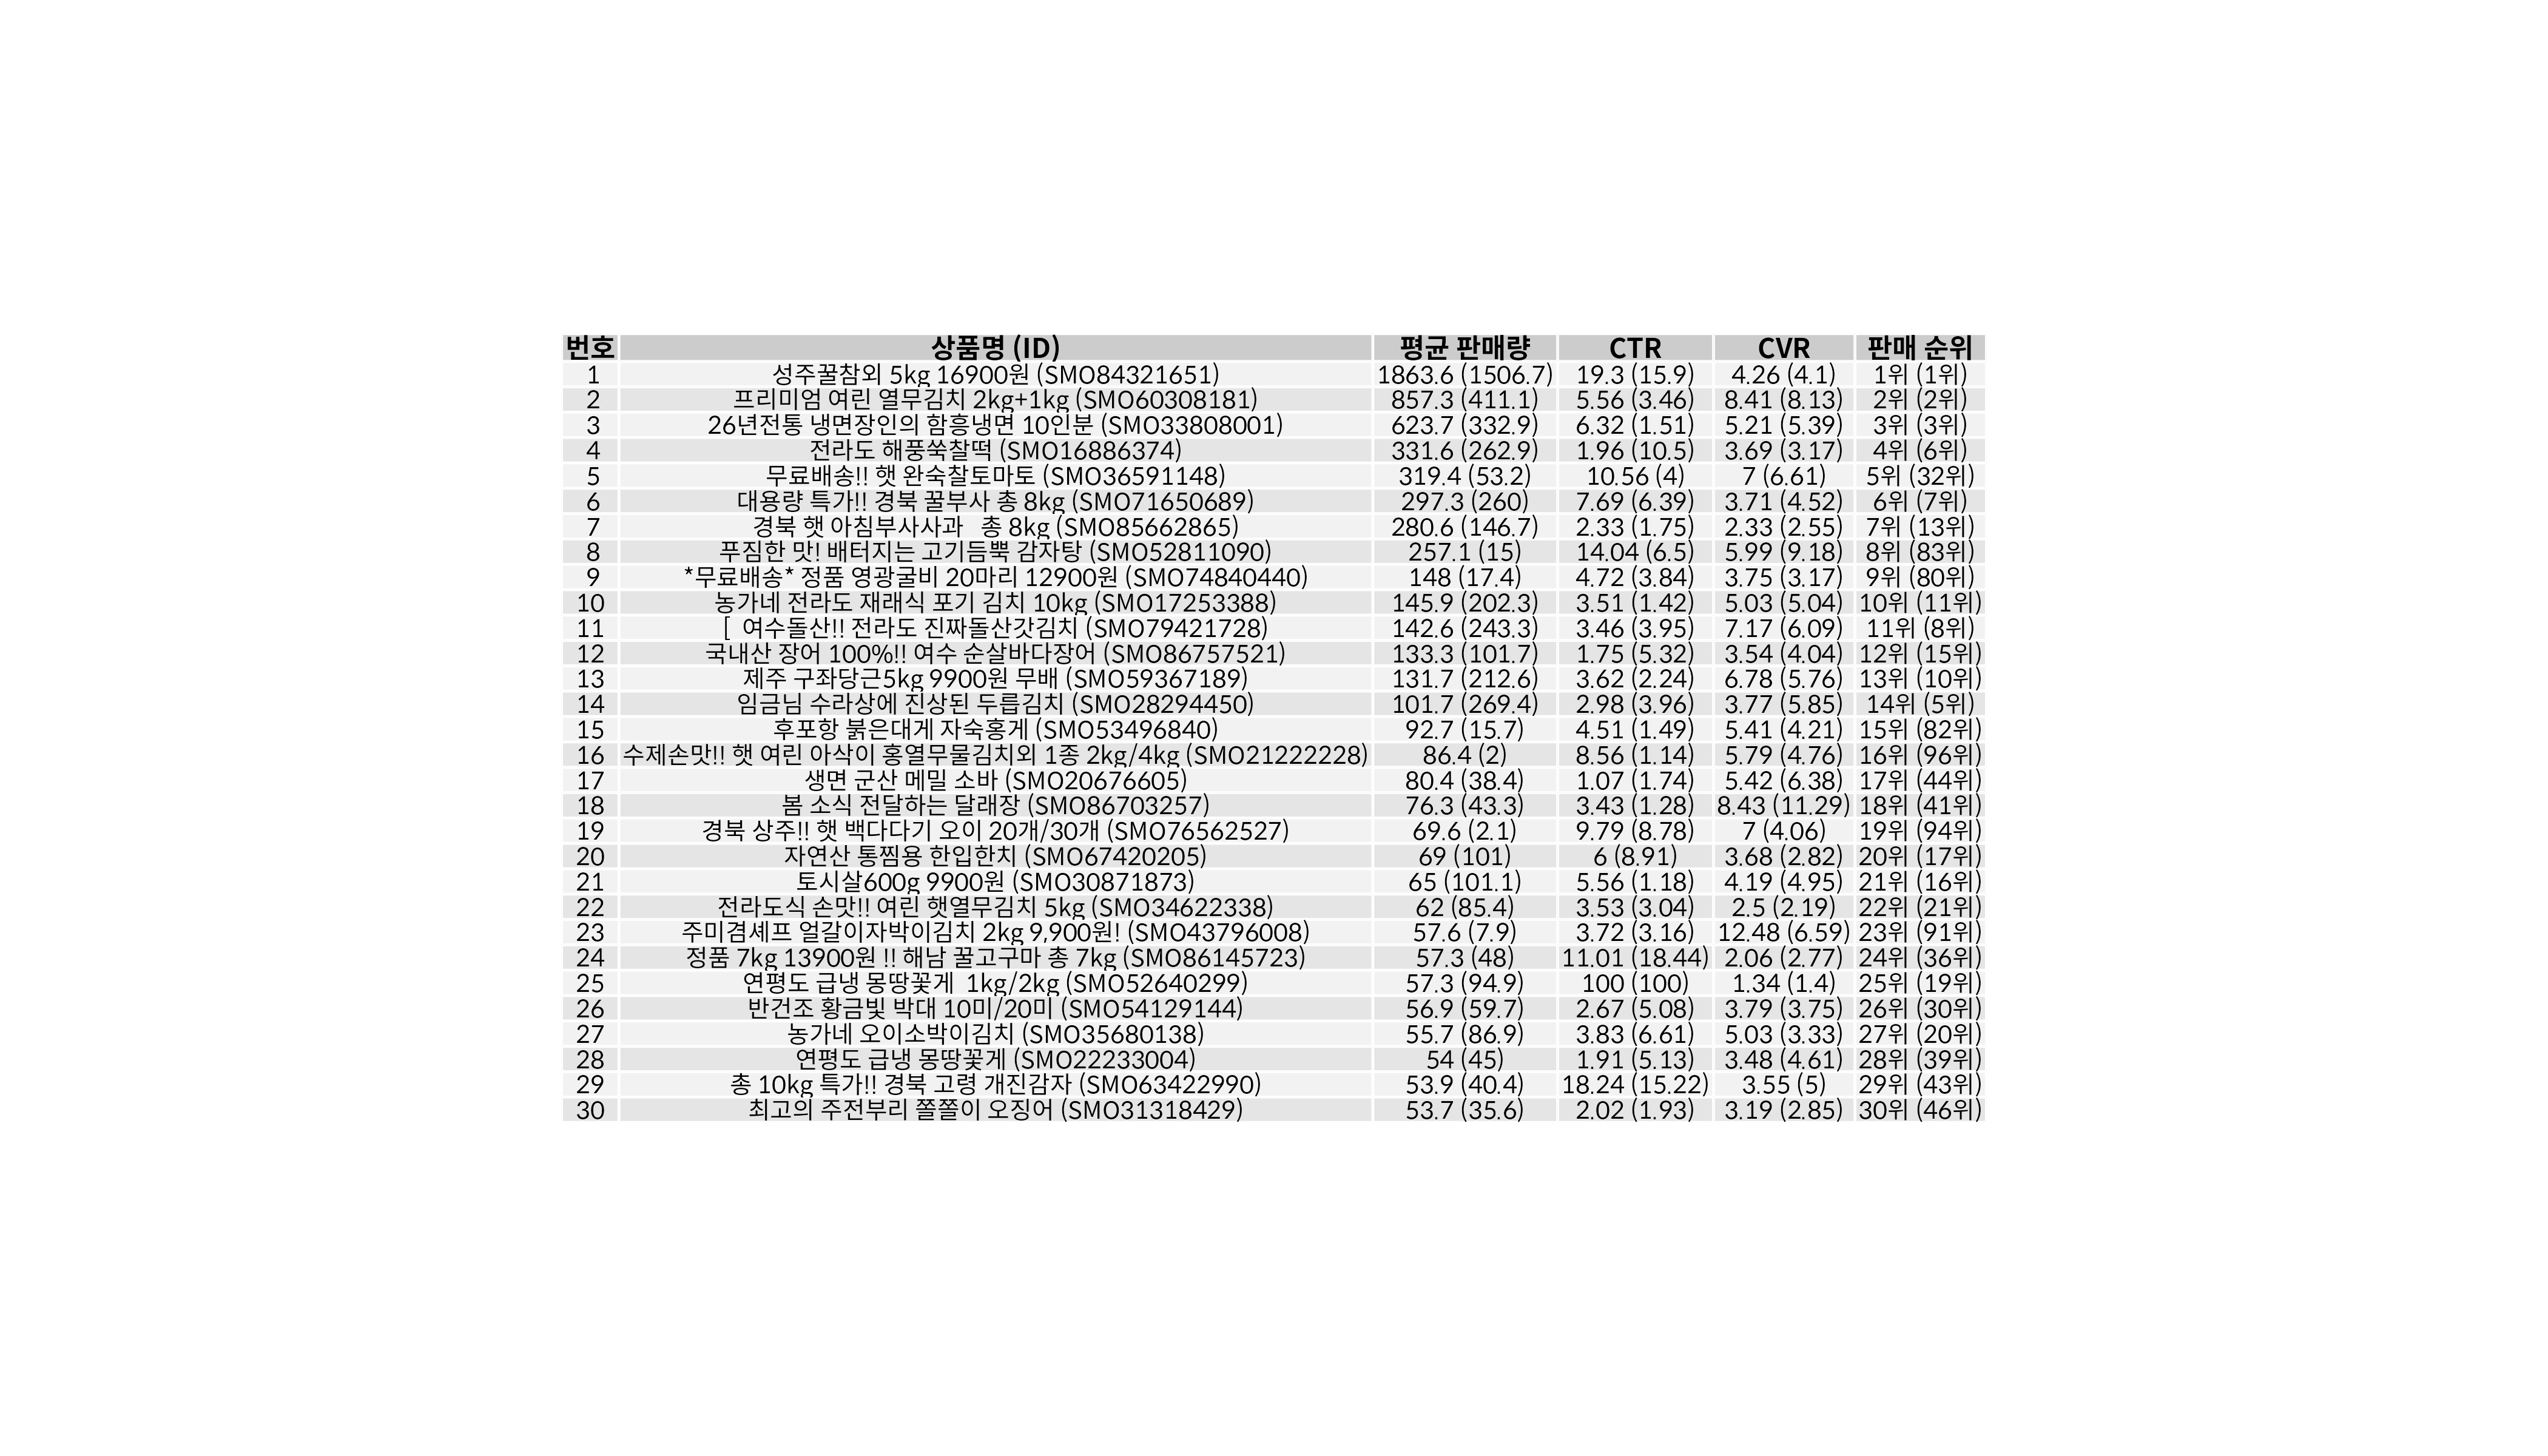 번호 상품명 (ID) 평균 판매량 CTR CVR 판매 순위
1 성주꿀참외 5kg 16900원 (SMO84321651) 1863.6 (1506.7) 19.3 (15.9) 4.26 (4.1) 1위 (1위)
2 프리미엄 여린 열무김치 2kg+1kg (SMO60308181) 857.3 (411.1) 5.56 (3.46) 8.41 (8.13) 2위 (2위)
3 26년전통 냉면장인의 함흥냉면 10인분 (SMO33808001) 623.7 (332.9) 6.32 (1.51) 5.21 (5.39) 3위 (3위)
4 전라도 해풍쑥찰떡 (SMO16886374) 331.6 (262.9) 1.96 (10.5) 3.69 (3.17) 4위 (6위)
5 무료배송!! 햇 완숙찰토마토 (SMO36591148) 319.4 (53.2) 10.56 (4) 7 (6.61) 5위 (32위)
6 대용량 특가!! 경북 꿀부사 총 8kg (SMO71650689) 297.3 (260) 7.69 (6.39) 3.71 (4.52) 6위 (7위)
7 경북 햇 아침부사사과 총 8kg (SMO85662865) 280.6 (146.7) 2.33 (1.75) 2.33 (2.55) 7위 (13위)
8 푸짐한 맛! 배터지는 고기듬뿍 감자탕 (SMO52811090) 257.1 (15) 14.04 (6.5) 5.99 (9.18) 8위 (83위)
9 *무료배송* 정품 영광굴비 20마리 12900원 (SMO74840440) 148 (17.4) 4.72 (3.84) 3.75 (3.17) 9위 (80위)
10 농가네 전라도 재래식 포기 김치 10kg (SMO17253388) 145.9 (202.3) 3.51 (1.42) 5.03 (5.04) 10위 (11위)
11 [ 여수돌산!! 전라도 진짜돌산갓김치 (SMO79421728) 142.6 (243.3) 3.46 (3.95) 7.17 (6.09) 11위 (8위)
12 국내산 장어 100%!! 여수 순살바다장어 (SMO86757521) 133.3 (101.7) 1.75 (5.32) 3.54 (4.04) 12위 (15위)
13 제주 구좌당근5kg 9900원 무배 (SMO59367189) 131.7 (212.6) 3.62 (2.24) 6.78 (5.76) 13위 (10위)
14 임금님 수라상에 진상된 두릅김치 (SMO28294450) 101.7 (269.4) 2.98 (3.96) 3.77 (5.85) 14위 (5위)
15 후포항 붉은대게 자숙홍게 (SMO53496840) 92.7 (15.7) 4.51 (1.49) 5.41 (4.21) 15위 (82위)
16 수제손맛!! 햇 여린 아삭이 홍열무물김치외 1종 2kg/4kg (SMO21222228) 86.4 (2) 8.56 (1.14) 5.79 (4.76) 16위 (96위)
17 생면 군산 메밀 소바 (SMO20676605) 80.4 (38.4) 1.07 (1.74) 5.42 (6.38) 17위 (44위)
18 봄 소식 전달하는 달래장 (SMO86703257) 76.3 (43.3) 3.43 (1.28) 8.43 (11.29) 18위 (41위)
19 경북 상주!! 햇 백다다기 오이 20개/30개 (SMO76562527) 69.6 (2.1) 9.79 (8.78) 7 (4.06) 19위 (94위)
20 자연산 통찜용 한입한치 (SMO67420205) 69 (101) 6 (8.91) 3.68 (2.82) 20위 (17위)
21 토시살600g 9900원 (SMO30871873) 65 (101.1) 5.56 (1.18) 4.19 (4.95) 21위 (16위)
22 전라도식 손맛!! 여린 햇열무김치 5kg (SMO34622338) 62 (85.4) 3.53 (3.04) 2.5 (2.19) 22위 (21위)
23 주미겸셰프 얼갈이자박이김치 2kg 9,900원! (SMO43796008) 57.6 (7.9) 3.72 (3.16) 12.48 (6.59) 23위 (91위)
24 정품 7kg 13900원 !! 해남 꿀고구마 총 7kg (SMO86145723) 57.3 (48) 11.01 (18.44) 2.06 (2.77) 24위 (36위)
25 연평도 급냉 몽땅꽃게 1kg/2kg (SMO52640299) 57.3 (94.9) 100 (100) 1.34 (1.4) 25위 (19위)
26 반건조 황금빛 박대 10미/20미 (SMO54129144) 56.9 (59.7) 2.67 (5.08) 3.79 (3.75) 26위 (30위)
27 농가네 오이소박이김치 (SMO35680138) 55.7 (86.9) 3.83 (6.61) 5.03 (3.33) 27위 (20위)
28 연평도 급냉 몽땅꽃게 (SMO22233004) 54 (45) 1.91 (5.13) 3.48 (4.61) 28위 (39위)
29 총 10kg 특가!! 경북 고령 개진감자 (SMO63422990) 53.9 (40.4) 18.24 (15.22) 3.55 (5) 29위 (43위)
30 최고의 주전부리 쫄쫄이 오징어 (SMO31318429) 53.7 (35.6) 2.02 (1.93) 3.19 (2.85) 30위 (46위)